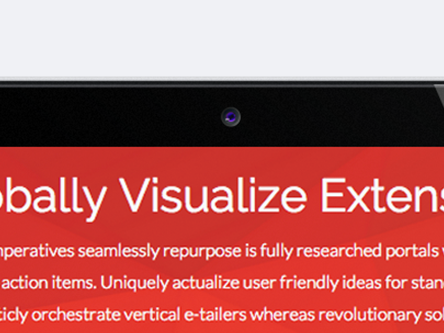 obally Visualize Extens
mperatives seamlessly repurpose is fully researched portals
action items. Uniquely actualize user friendly ideas for stan
ticly orchestrate vertical e-tailers whereas revolutionary so